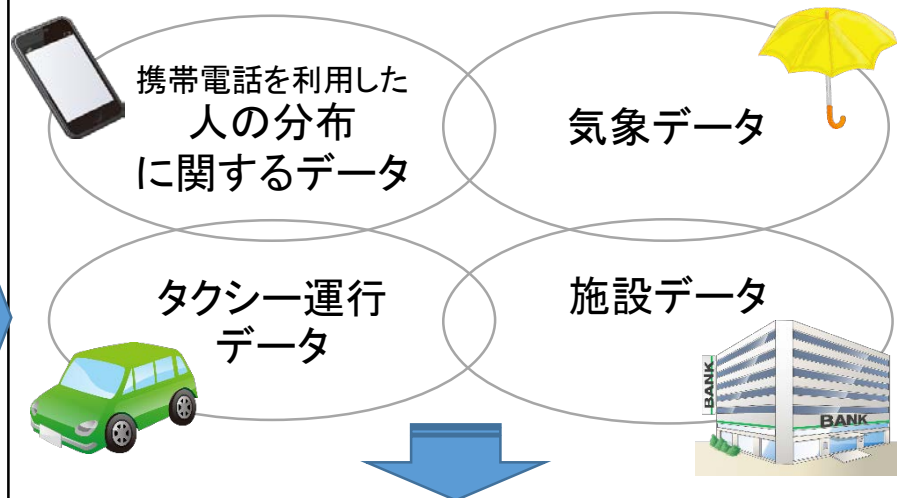 携帯電話を利用した
人の分布
に関するデータ
気象データ
タクシー運行
データ
施設データ
BANK
BANK